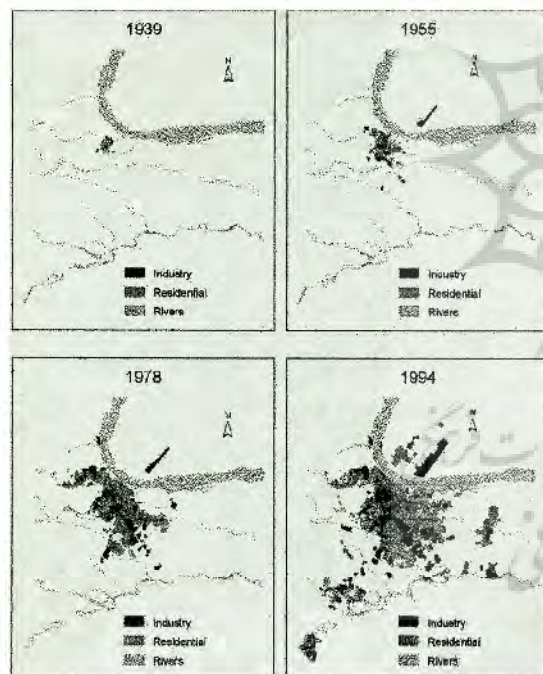 1939
N
Industry
Residential
Rivers
1955
N
Industry
Residential
Rivers
1978
N
Industry
Residential
Rivers
1994
N
Industry
Residential
Rivers